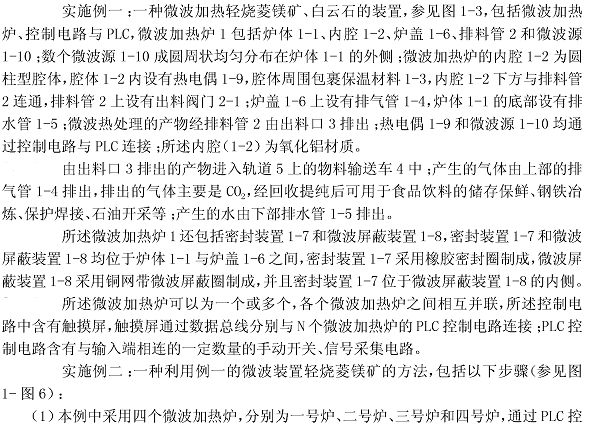 实施例一:一种微波加热轻烧菱镁矿、白云石的装置,参见图1-3,包括微波加热
炉、控制电路与PLC,微波加热炉1包括炉体1-1、内腔1-2、炉盖1-6、排料管2和微波源
1-10;数个微波源1-10成圆周状均匀分布在炉体1-1的外侧;微波加热炉的内腔1-2为圆
柱型腔体,腔体1-2内设有热电偶1-9,腔体周围包裹保温材料1-3,内腔1-2下方与排料管
2连通,排料管2上设有出料阀门2-1;炉盖1-6上设有排气管1-4,炉体1-1的底部设有排
水管1-5;微波热处理的产物经排料管2由出料口3排出;热电偶1-9和微波源1-10均通
过控制电路与PLC连接;所述内腔(1-2)为氧化铝材质。
由出料口3排出的产物进入轨道5上的物料输送车4中;产生的气体由上部的排
气管1-4排出,排出的气体主要是CO₂,经回收提纯后可用于食品饮料的储存保鲜、钢铁冶
炼、保护焊接、石油开采等;产生的水由下部排水管1-5排出。
所述微波加热炉1还包括密封装置1-7和微波屏蔽装置1-8,密封装置1-7和微波
屏蔽装置1-8均位于炉体1-1与炉盖1-6之间,密封装置1-7采用橡胶密封圈制成,微波屏
蔽装置1-8采用铜网带微波屏蔽圈制成,并且密封装置1-7位于微波屏蔽装置1-8的内侧。
所述微波加热炉可以为一个或多个,各个微波加热炉之间相互并联,所述控制电
路中含有触摸屏,触摸屏通过数据总线分别与N个微波加热炉的PLC控制电路连接;PLC控
制电路含有与输入端相连的一定数量的手动开关、信号采集电路。
实施例二:一种利用例一的微波装置轻烧菱镁矿的方法,包括以下步骤(参见图
1-图6):
(1)本例中采用四个微波加热炉,分别为一号炉、二号炉、三号炉和四号炉,通过PLC控